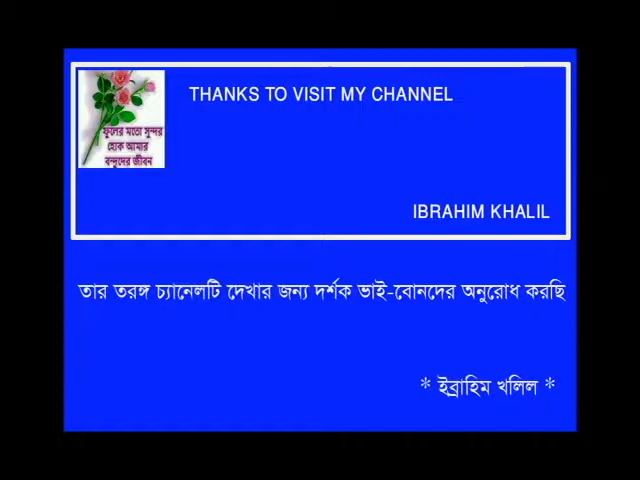 THANKS TO VISIT MY CHANNEL
ফুলের মতো সুন্দর
হোক আমার
বন্দুদের জীবন
IBRAHIM KHALIL
তার তরঙ্গ চ্যানেলটি দেখার জন্য দর্শক ভাই-বোনদের অনুরোধ করছি
* ইব্রাহিম খলিল *